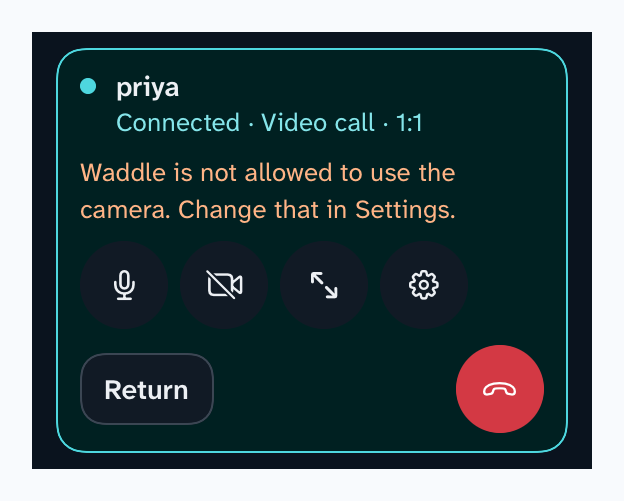 priya
Connected · Video call · 1:1
Waddle is not allowed to use the
camera. Change that in Settings.
Return